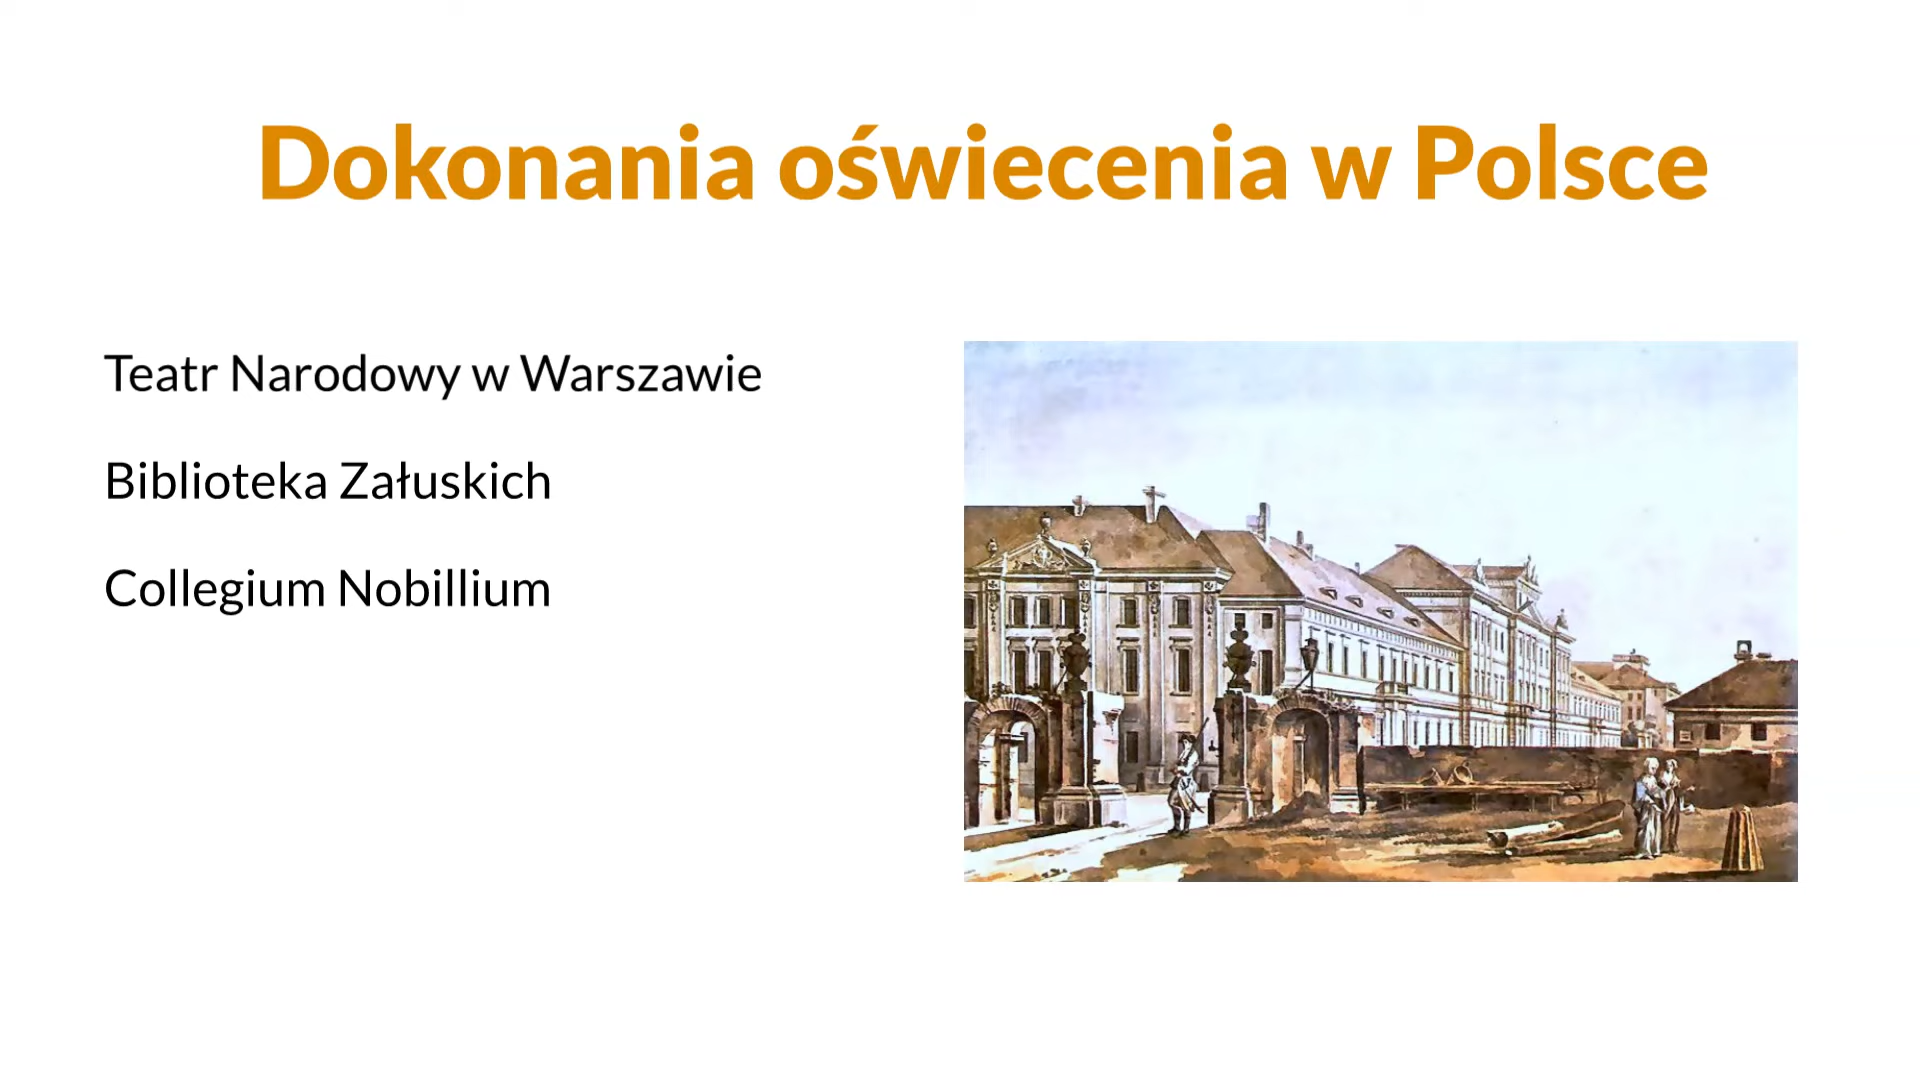 Dokonania oświecenia w Polsce
Teatr Narodowy w Warszawie
Biblioteka Załuskich
Collegium Nobillium